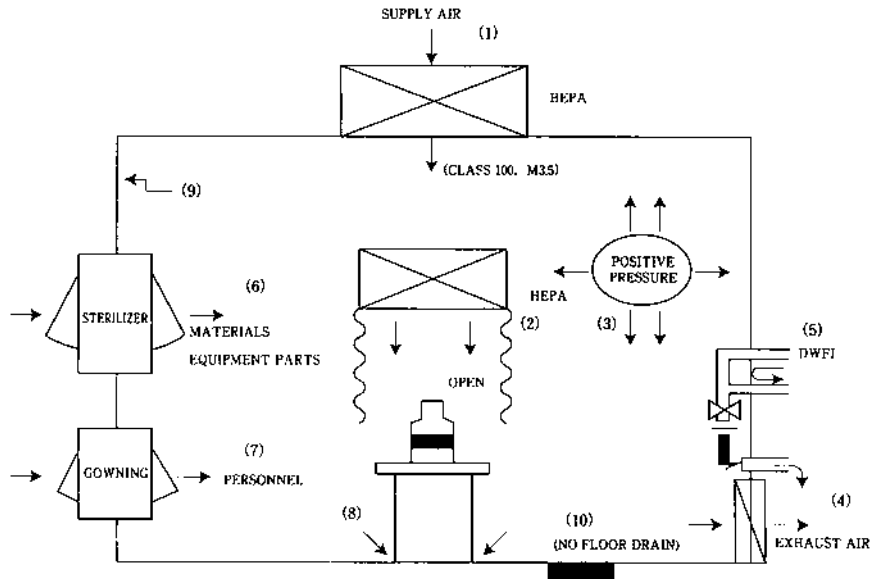 SUPPLY AIR
(1)
HEPA
(CLASS 100, M3.5)
(9)
POSITIVE
PRESSURE
(3)
HEPA
(2)
STERILIZER
(6)
MATERIALS
EQUIPMENT PARTS
(5)
DWFI
OPEN
GOWNING
(7)
PERSONNEL
(8)
(10)
(NO FLOOR DRAIN)
(4)
EXHAUST AIR